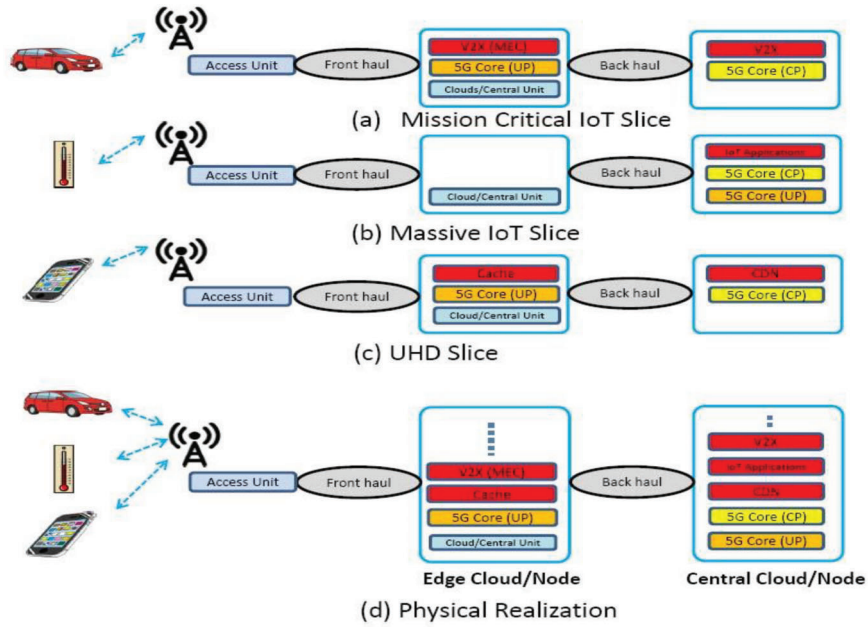 V2X (MEC)
V2X
Access Unit
Front haul
5G Core (UP)
Back haul
5G Core (CP)
Clouds/Central Unit
(a) Mission Critical IoT Slice
IoT Applications
Access Unit
Front haul
Back haul
5G Core (CP)
Cloud/Central Unit
5G Core (UP)
(b) Massive IoT Slice
Cache
CDN
Access Unit
Front haul
5G Core (UP)
Back haul
5G Core (CP)
Cloud/Central Unit
(c) UHD Slice
V2X
V2X (MEC)
IoT Applications
Access Unit
Front haul
Cache
Back haul
CDN
5G Core (UP)
5G Core (CP)
Cloud/Central Unit
5G Core (UP)
Edge Cloud/Node
Central Cloud/Node
(d) Physical Realization